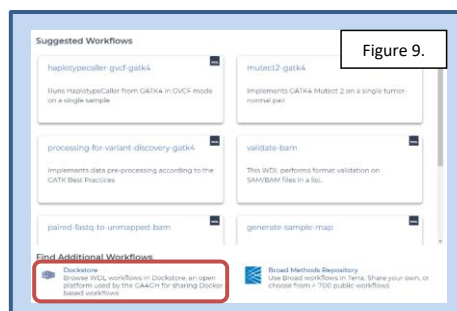 Suggested Workflows
Figure 9.
haplotypecaller-gvcf-gatk4
Runs HaplotypeCaller from GATK4 in GVCF mode
on a single sample
mutect2-gatk4
Implements GATK4 Mutect 2 on a single tumor-
normal pair
processing-for-variant-discovery-gatk4
Implements data pre-processing according to the
GATK Best Practices
validate-bam
This WDL performs format validation on
SAM/BAM files in a list.
paired-fastq-to-unmapped-bam
generate-sample-map
Find Additional Workflows
Dockstore
Browse WDL workflows in Dockstore, an open
platform used by the GA4GH for sharing Docker-
based workflows
Broad Methods Repository
Use Broad workflows in Terra. Share your own, or
choose from > 700 public workflows